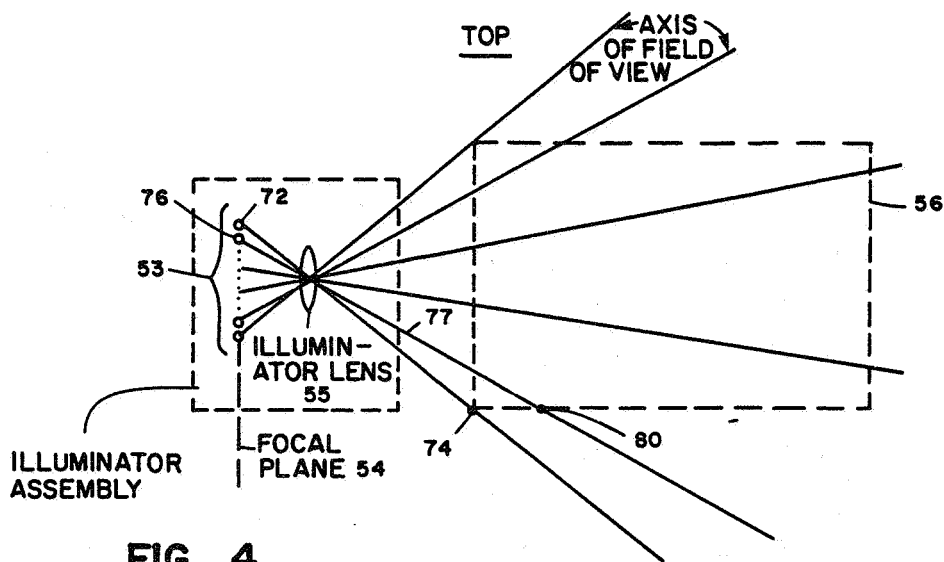 TOP
AXIS
OF FIELD
OF VIEW
76
72
56
53
77
ILLUMIN-
ATOR LENS
55
74
80
FOCAL
PLANE 54
ILLUMINATOR
ASSEMBLY
FIG. 4